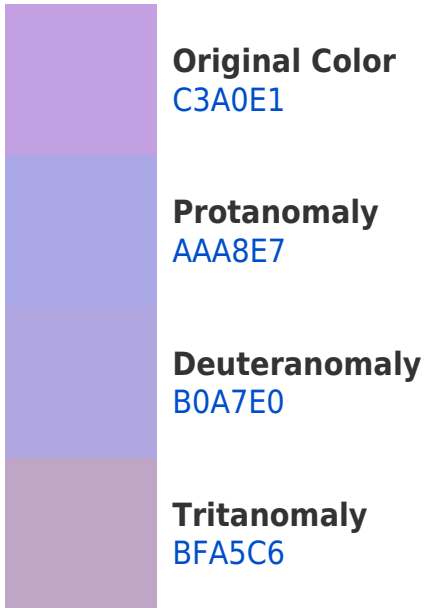 Original Color
C3A0E1
Protanomaly
AAA8E7
Deuteranomaly
B0A7E0
Tritanomaly
BFA5C6